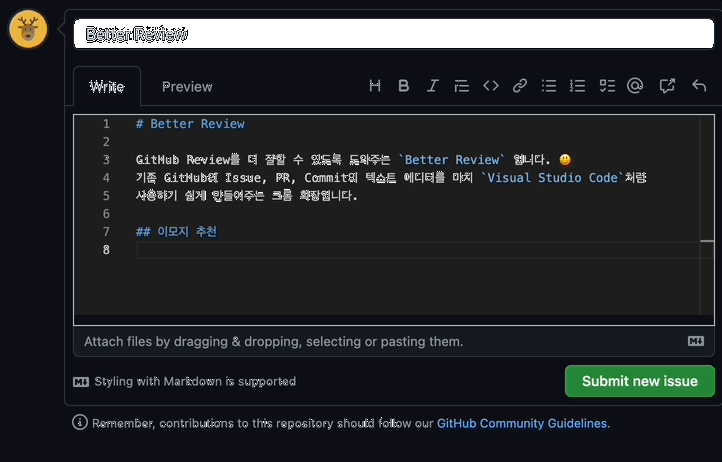 Better Review
Write Preview
1 # Better Review
2
3 GitHub Review를 더 잘할 수 있도록 도와주는 `Better Review` 입니다. 😃
4 기존 GitHub의 Issue, PR, Commit의 텍스트 에디터를 마치 `Visual Studio Code`처럼
5 사용하기 쉽게 만들어주는 크롬 확장입니다.
6
7 ## 이모지 추천
8
Attach files by dragging & dropping, selecting or pasting them.
Styling with Markdown is supported
Submit new issue
Remember, contributions to this repository should follow our GitHub Community Guidelines.